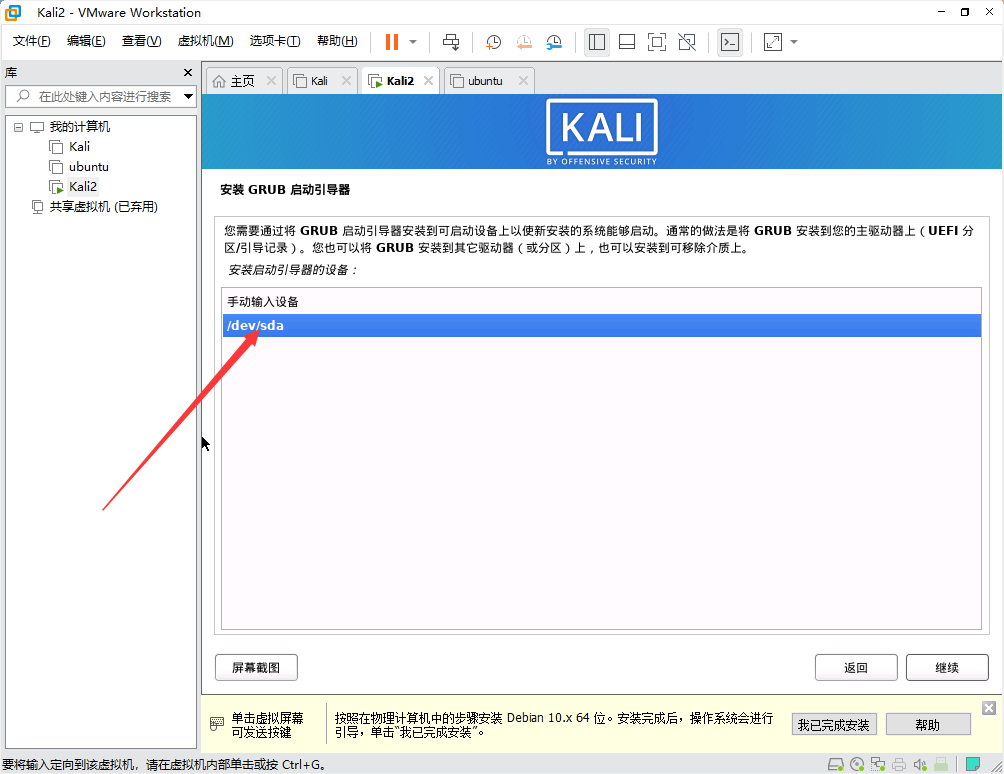 Kali2 - VMware Workstation
文件(F) 编辑(E) 查看(V) 虚拟机(M) 选项卡(T) 帮助(H)
库
在此处键入内容进行搜索
我的计算机
Kali
ubuntu
Kali2
共享虚拟机 (已弃用)
主页 Kali Kali2 ubuntu
KALI
BY OFFENSIVE SECURITY
安装 GRUB 启动引导器
您需要通过将 GRUB 启动引导器安装到可启动设备上以使新安装的系统能够启动。通常的做法是将 GRUB 安装到您的主驱动器上（UEFI 分
区/引导记录）。您也可以将 GRUB 安装到其它驱动器（或分区）上，也可以安装到可移除介质上。
安装启动引导器的设备：
手动输入设备
/dev/sda
屏幕截图 返回 继续
单击虚拟屏幕
可发送按键
按照在物理计算机中的步骤安装 Debian 10.x 64 位。安装完成后，操作系统会进行
引导，单击“我已完成安装”。
我已完成安装 帮助
要将输入定向到该虚拟机，请在虚拟机内部单击或按 Ctrl+G。